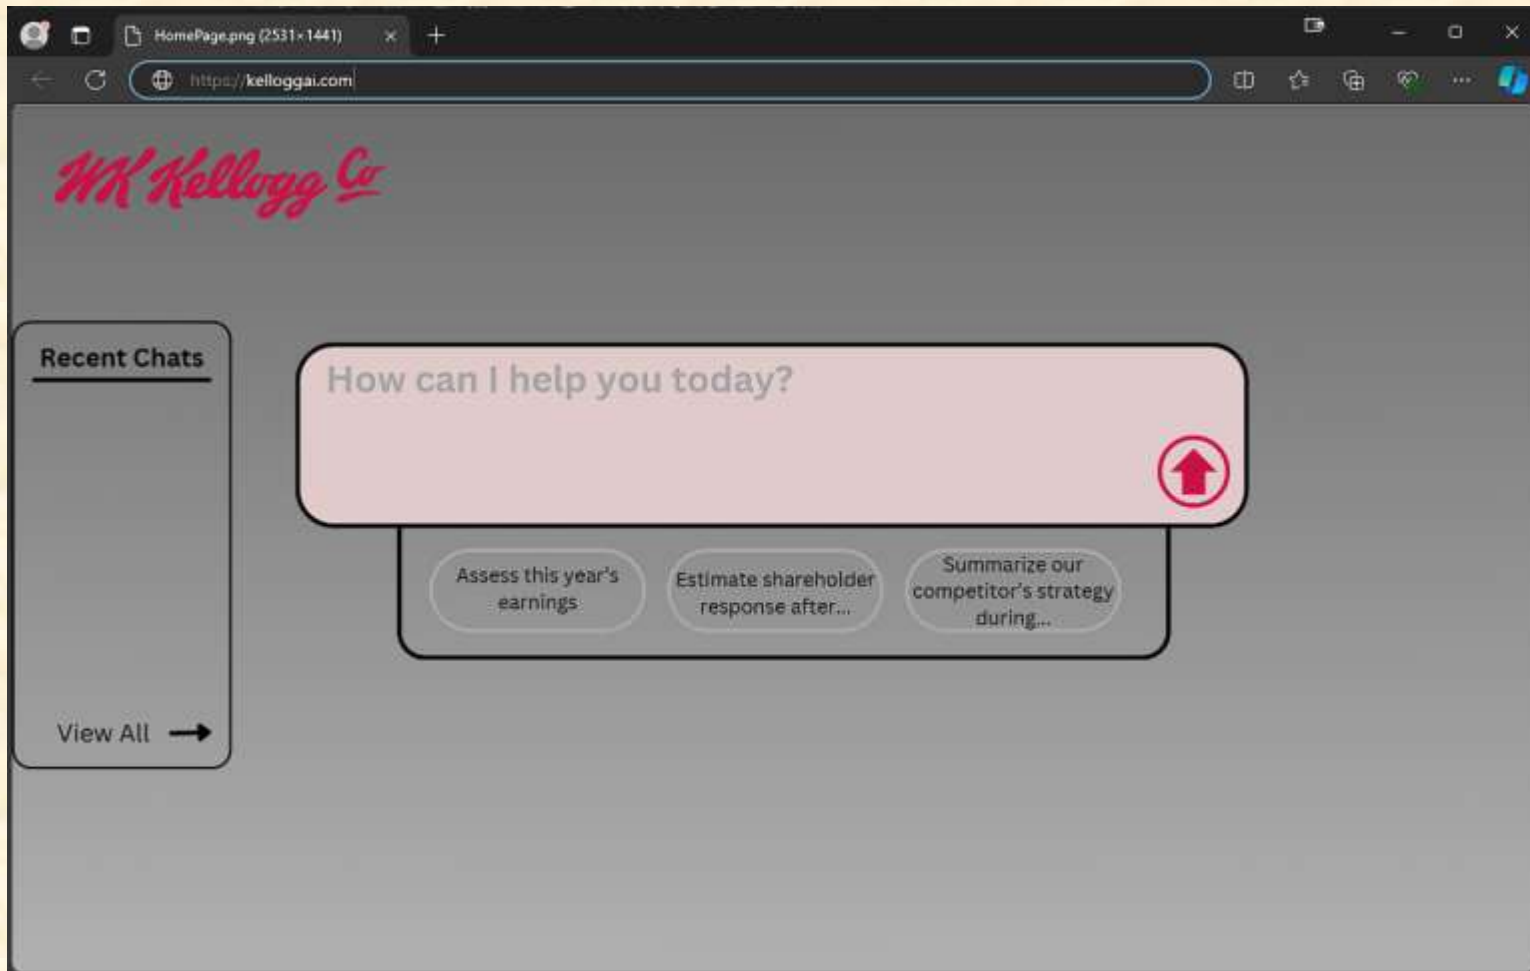 HomePage.png (2531×1441)
https://kelloggai.com
WK Kellogg Co
Recent Chats
View All
How can I help you today?
Assess this year's
earnings
Estimate shareholder
response after...
Summarize our
competitor's strategy
during...